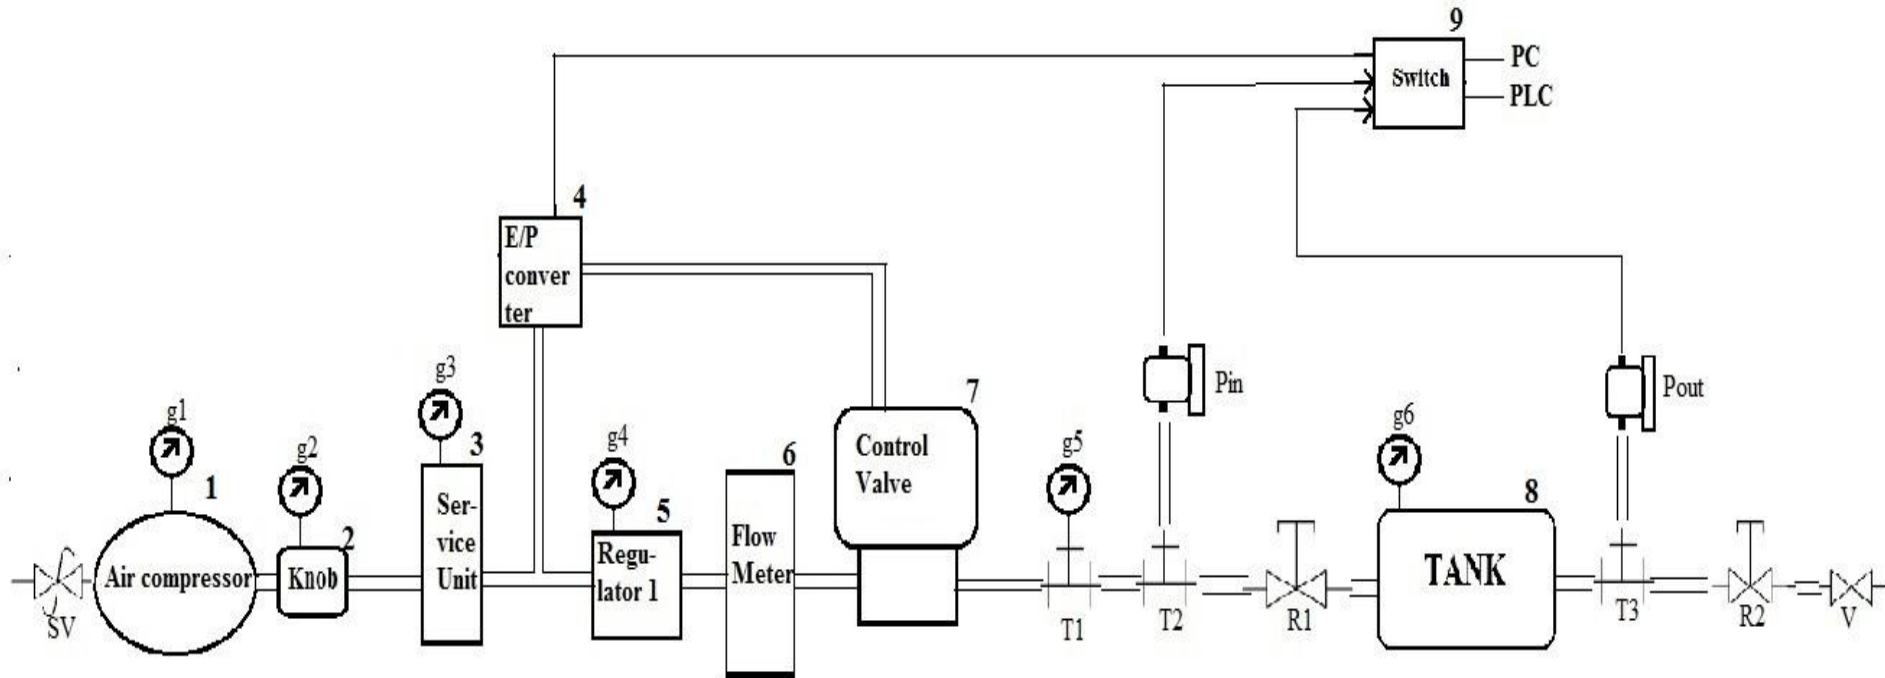 9
Switch
PC
PLC
4
E/P
conver
ter
g3
g1
g2
g4
g5
g6
Pin
Pout
1
2
3
5
6
7
8
SV
Air compressor
Knob
Ser-
vice
Unit
Regu-
lator 1
Flow
Meter
Control
Valve
T1
T2
R1
TANK
T3
R2
V